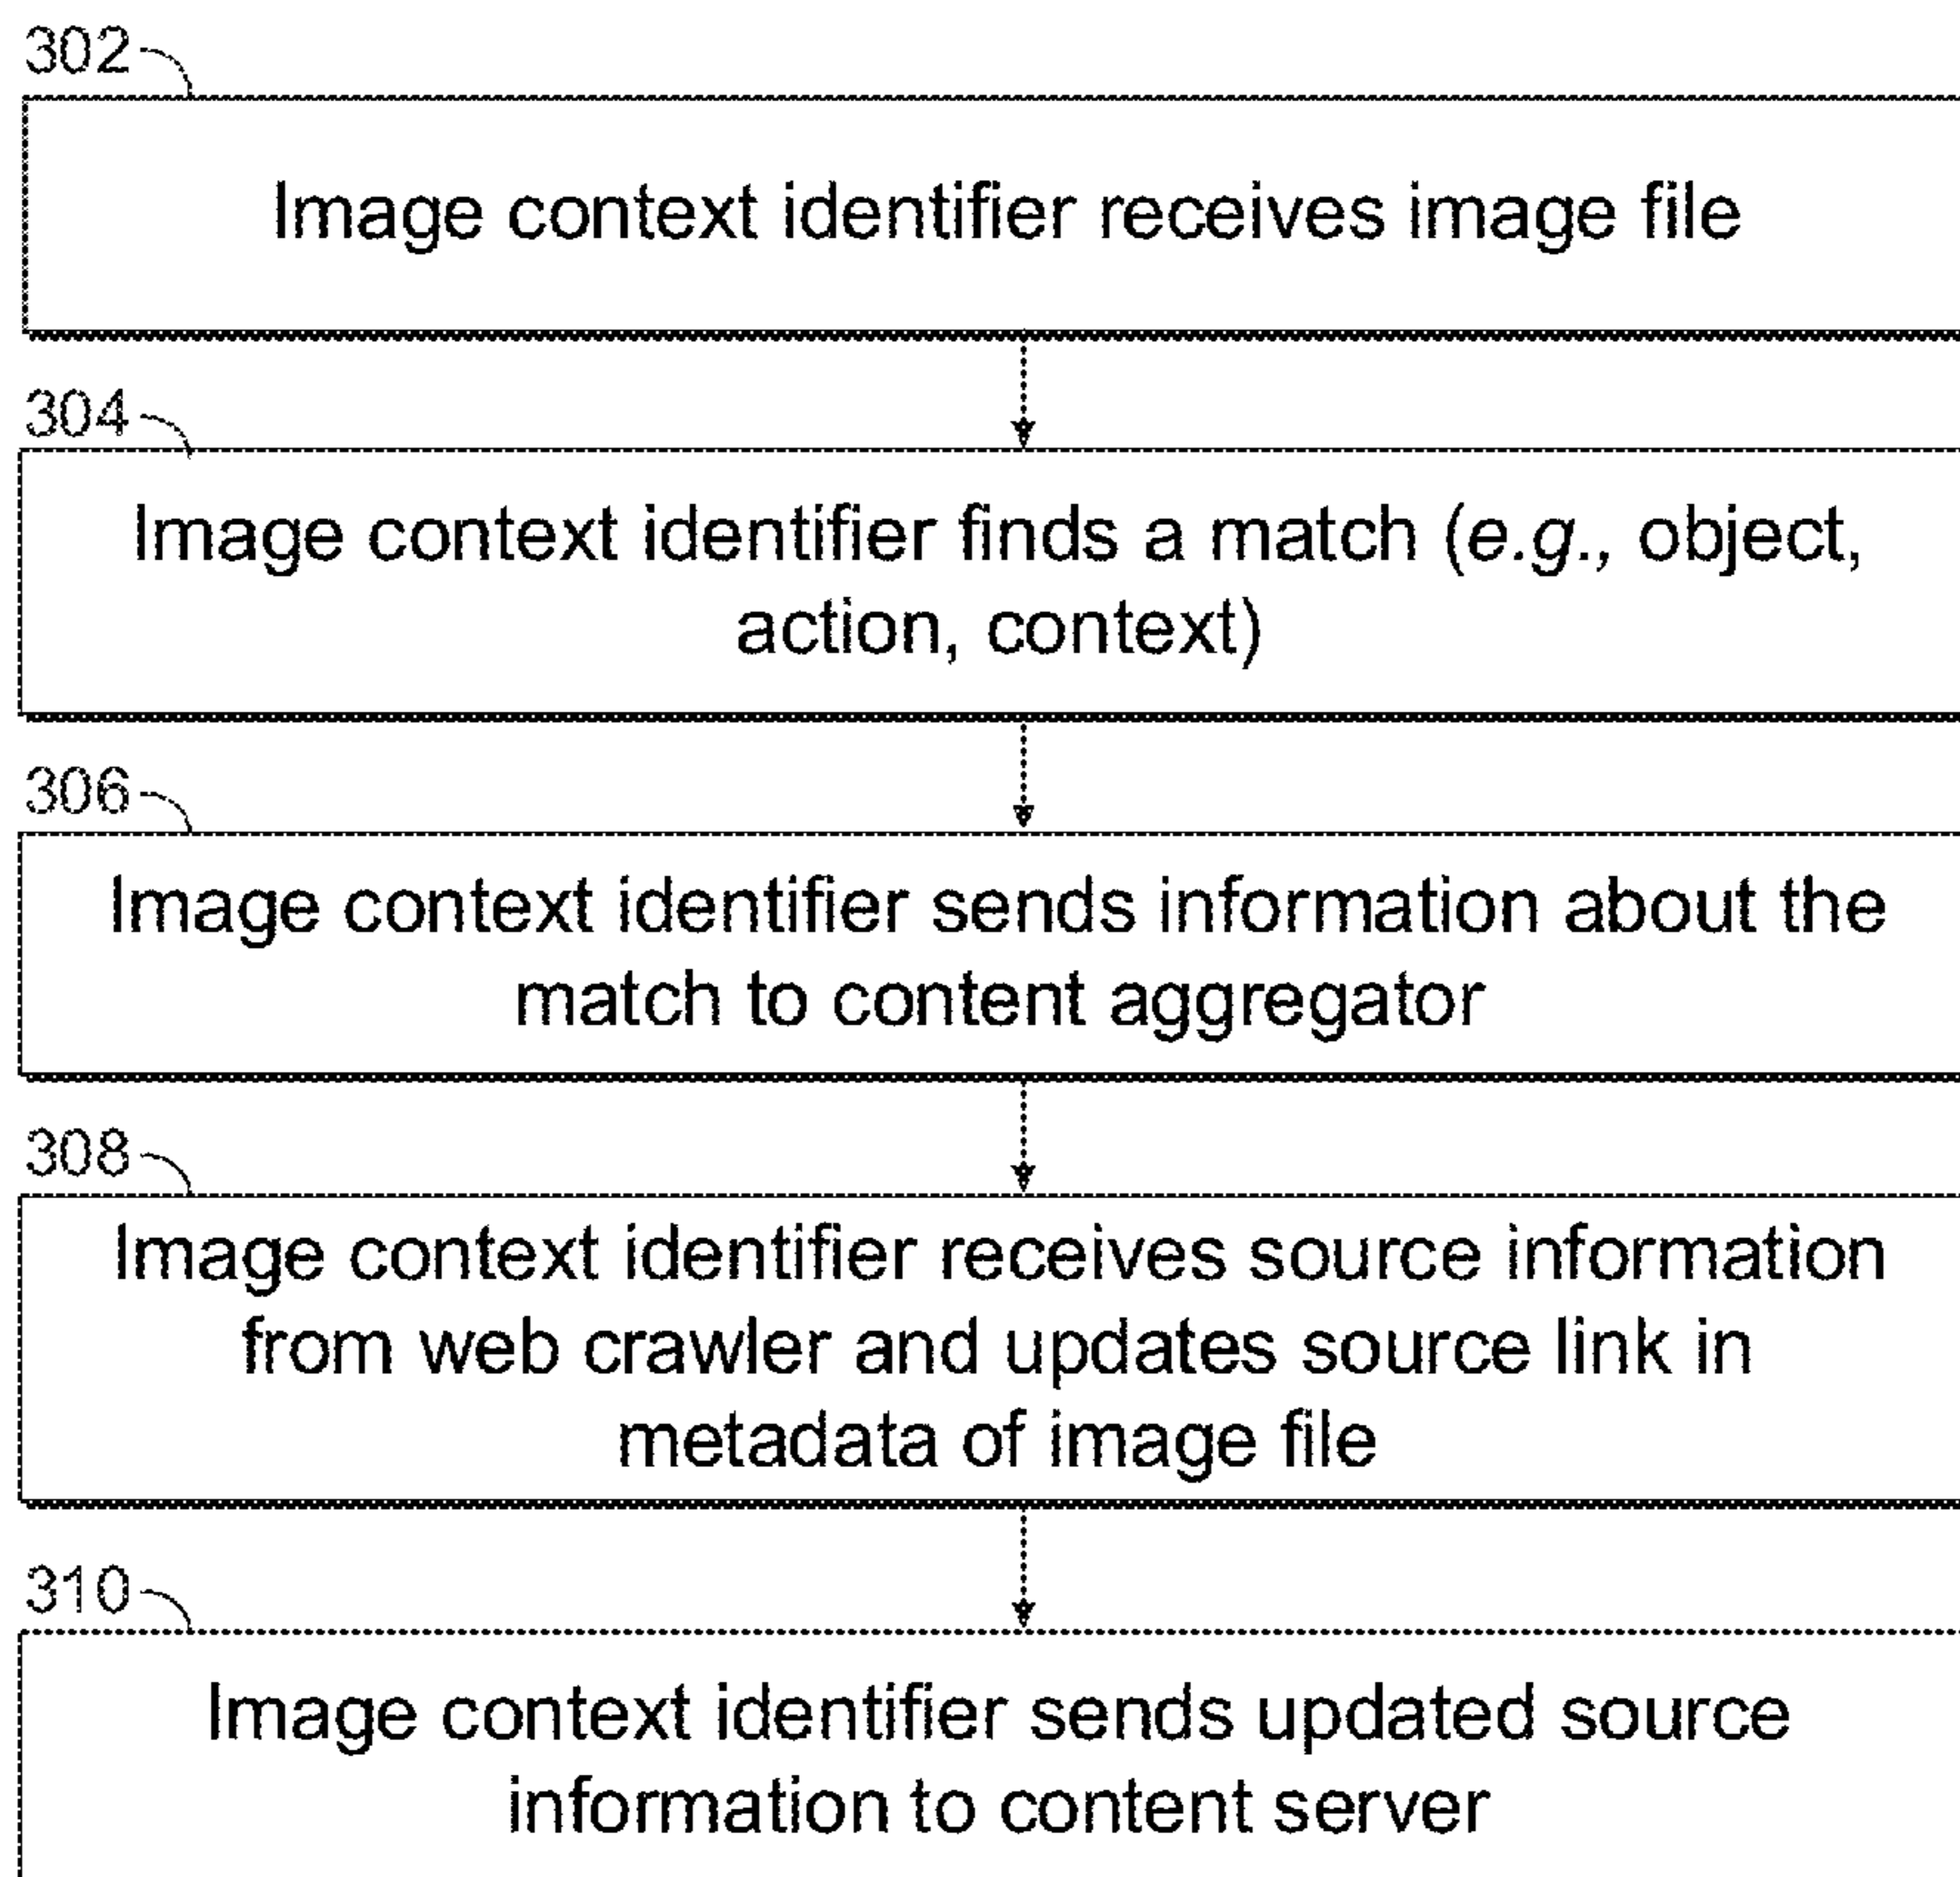 302
Image context identifier receives image file
304
Image context identifier finds a match (e.g., object,
action, context)
306
Image context identifier sends information about the
match to content aggregator
308
Image context identifier receives source information
from web crawler and updates source link in
metadata of image file
310
Image context identifier sends updated source
information to content server